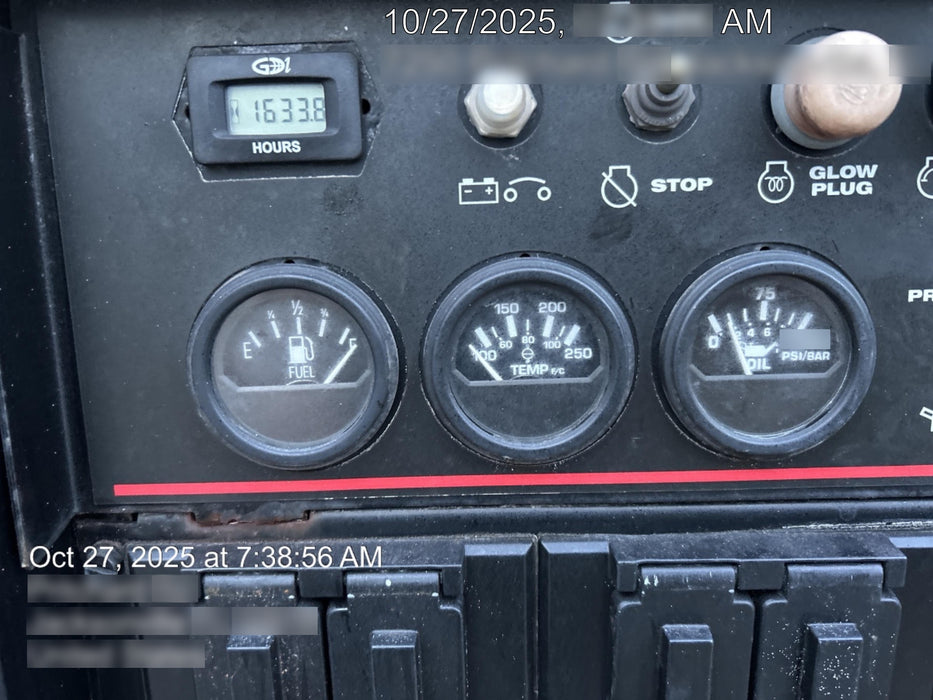 10/27/2025, AM
GDI
1633.8
HOURS
STOP
GLOW
PLUG
E ¼ ½ ¾ F
FUEL
100 150 200 250
60 80 100
TEMP F/C
0 75
2 4 6
PSI/BAR
OIL
PR
Oct 27, 2025 at 7:38:56 AM